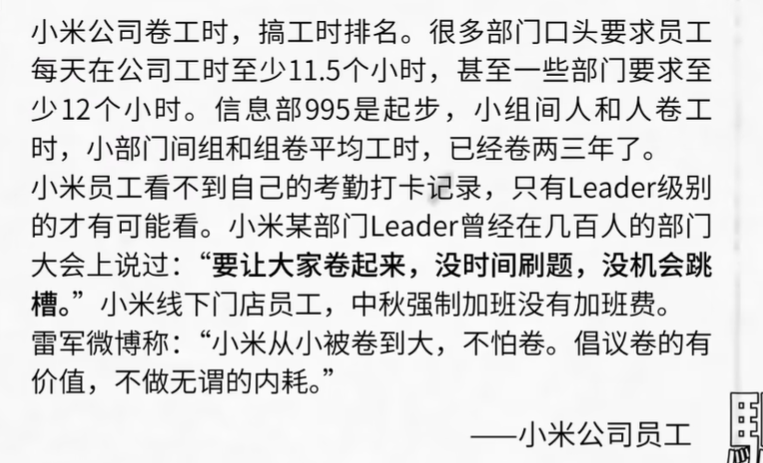 小米公司卷工时，搞工时排名。很多部门口头要求员工
每天在公司工时至少11.5个小时，甚至一些部门要求至
少12个小时。信息部995是起步，小组间人和人卷工
时，小部门间组和组卷平均工时，已经卷两三年了。
小米员工看不到自己的考勤打卡记录，只有Leader级别
的才有可能看。小米某部门Leader曾经在几百人的部门
大会上说过：“要让大家卷起来，没时间刷题，没机会跳
槽。”小米线下门店员工，中秋强制加班没有加班费。
雷军微博称：“小米从小被卷到大，不怕卷。倡议卷的有
价值，不做无谓的内耗。”
——小米公司员工